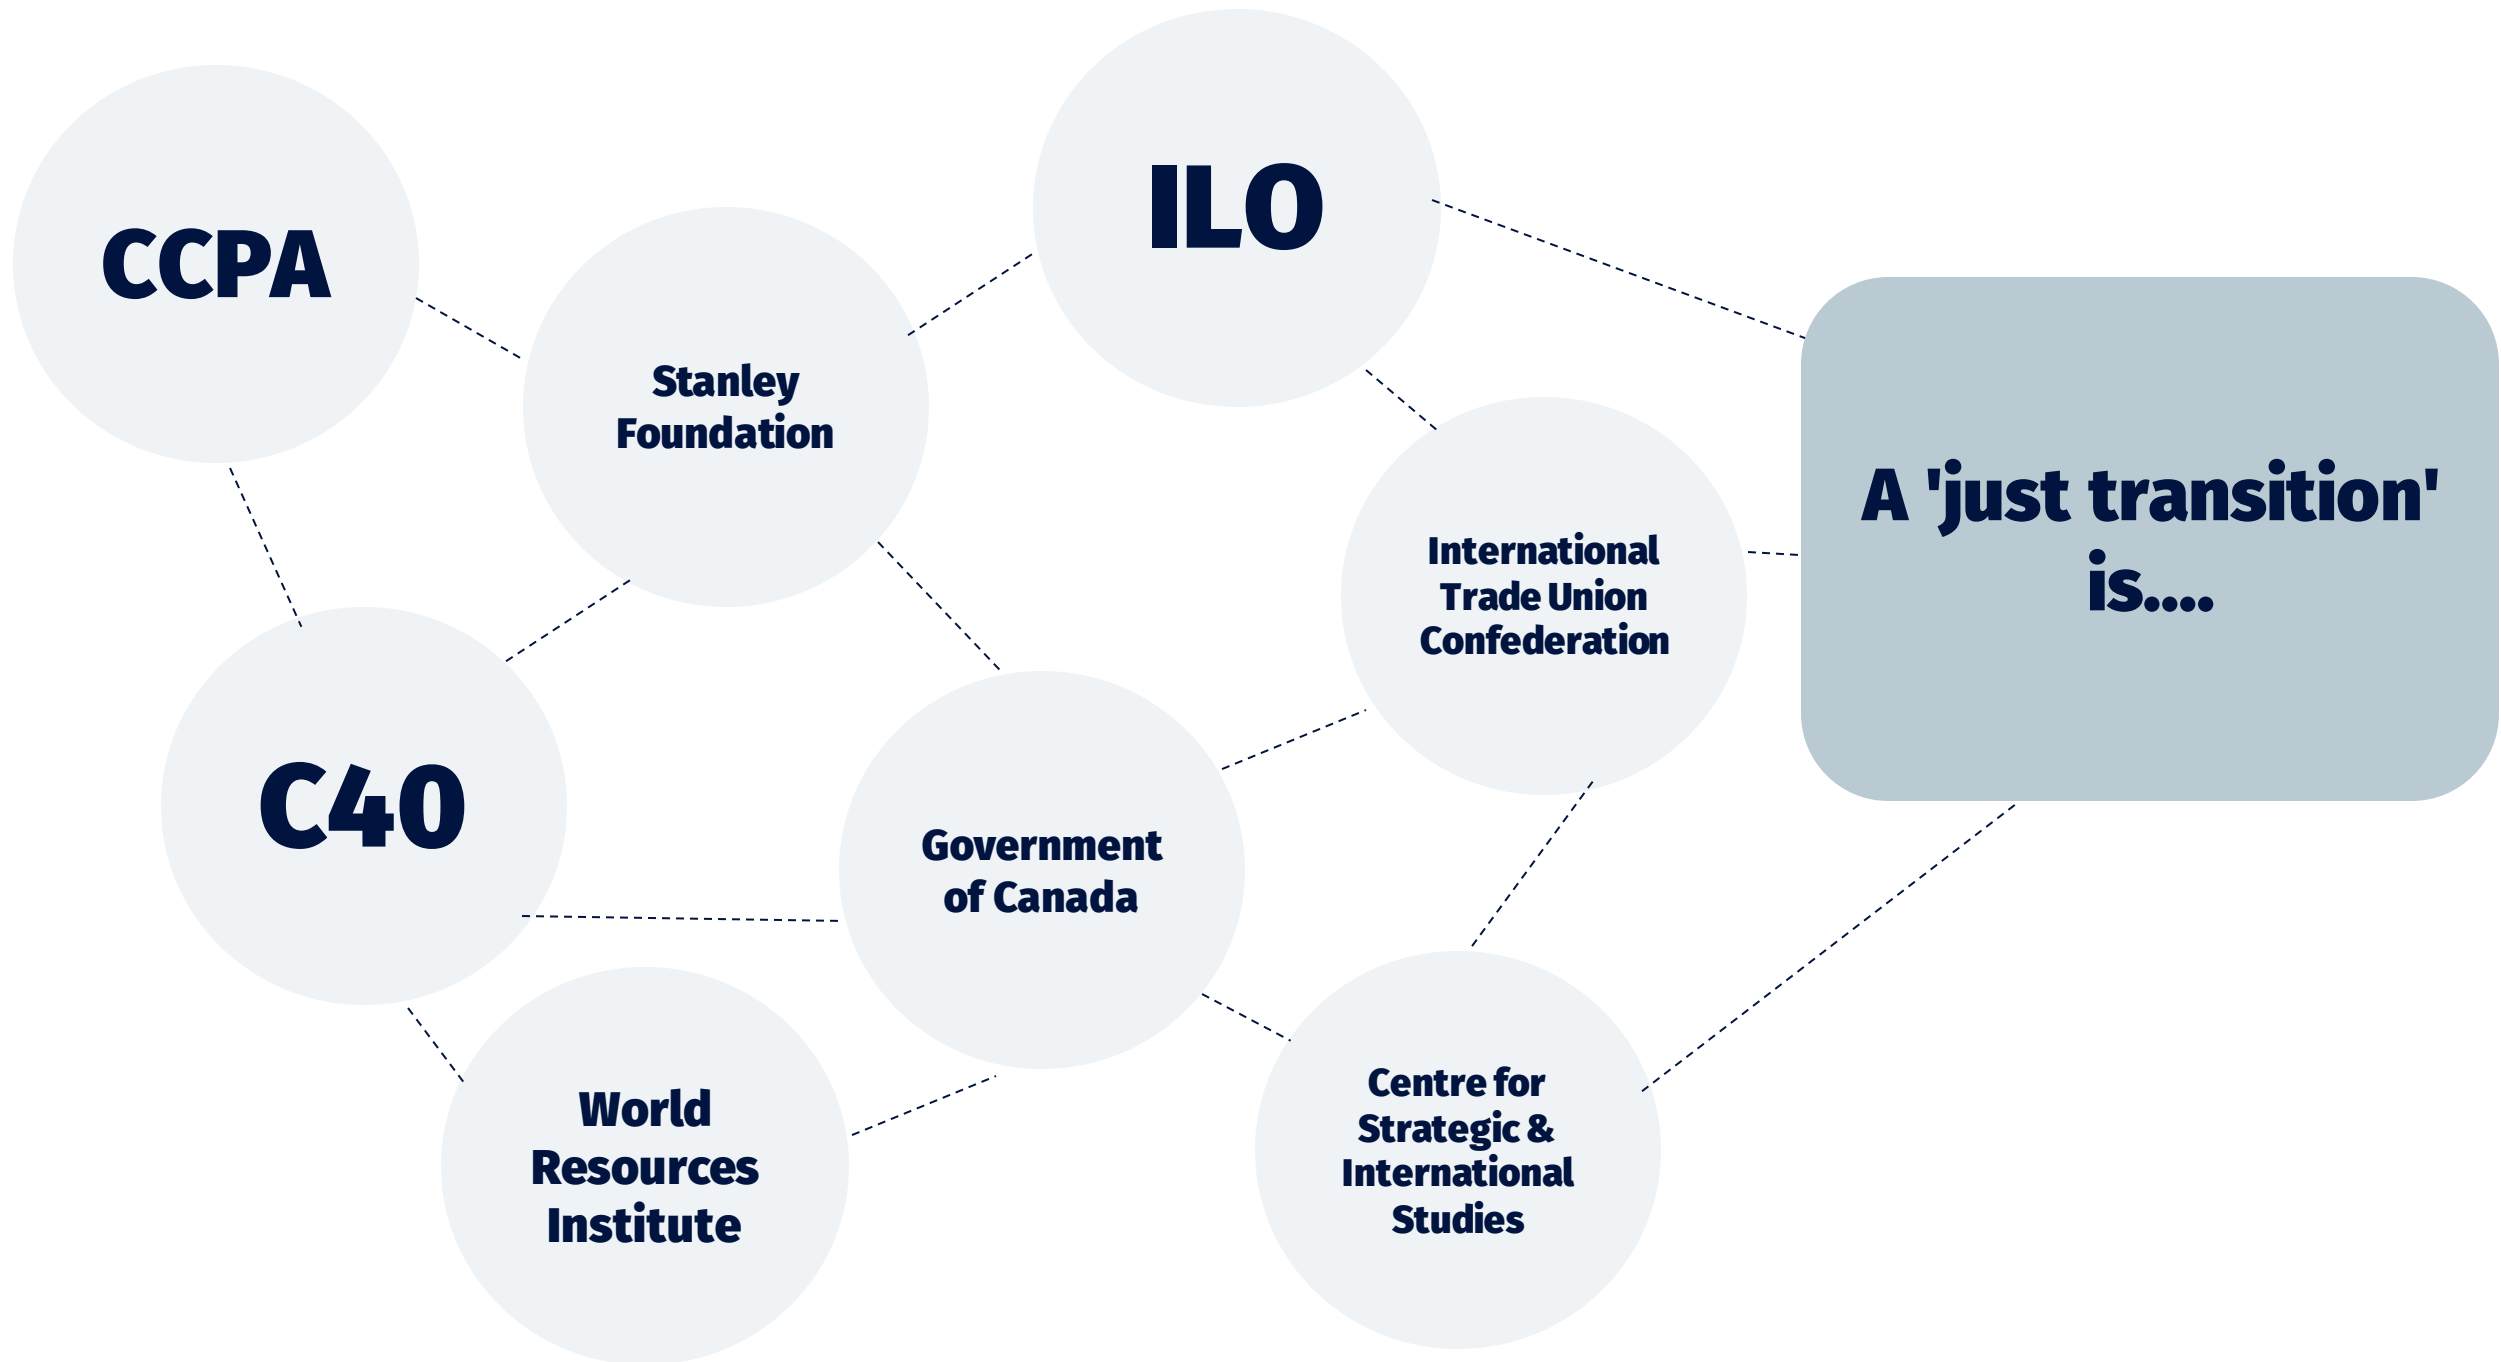 CCPA
Stanley
Foundation
ILO
International
Trade Union
Confederation
A 'just transition'
is....
C40
Government
of Canada
World
Resources
Institute
Centre for
Strategic &
International
Studies